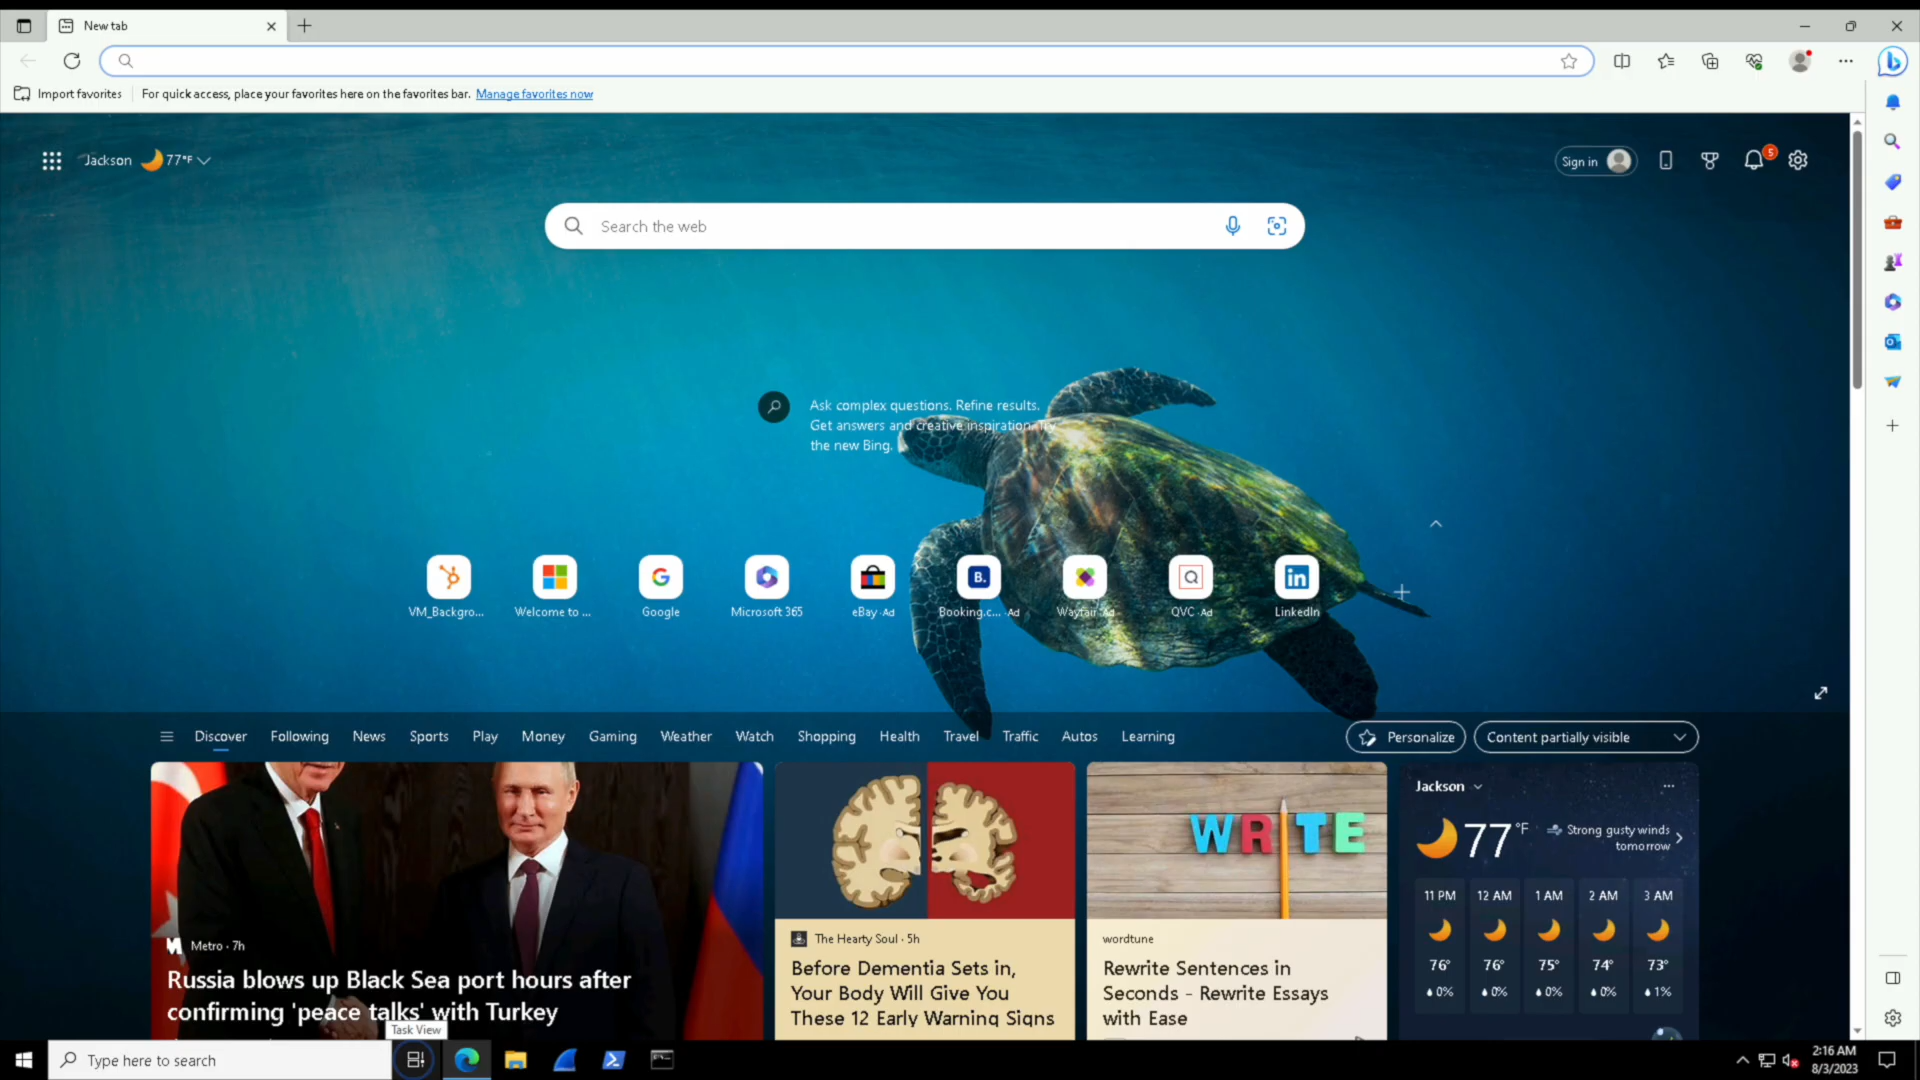 New tab
Import favorites
For quick access, place your favorites here on the favorites bar. Manage favorites now
Jackson 77°F
Sign in
5
Search the web
Ask complex questions. Refine results.
Get answers and creative inspiration. Try
the new Bing.
VM_Backgro...
Welcome to ...
Google
Microsoft 365
eBay · Ad
Booking.c... · Ad
Wayfair · Ad
QVC · Ad
LinkedIn
Discover
Following
News
Sports
Play
Money
Gaming
Weather
Watch
Shopping
Health
Travel
Traffic
Autos
Learning
Personalize
Content partially visible
Metro · 7h
Russia blows up Black Sea port hours after
confirming 'peace talks' with Turkey
The Hearty Soul · 5h
Before Dementia Sets in,
Your Body Will Give You
These 12 Early Warning Signs
WRITE
wordtune
Rewrite Sentences in
Seconds - Rewrite Essays
with Ease
Jackson
77 °F
Strong gusty winds
tomorrow
11 PM 12 AM 1 AM 2 AM 3 AM
76° 76° 75° 74° 73°
0% 0% 0% 0% 1%
Task View
Type here to search
2:16 AM
8/3/2023